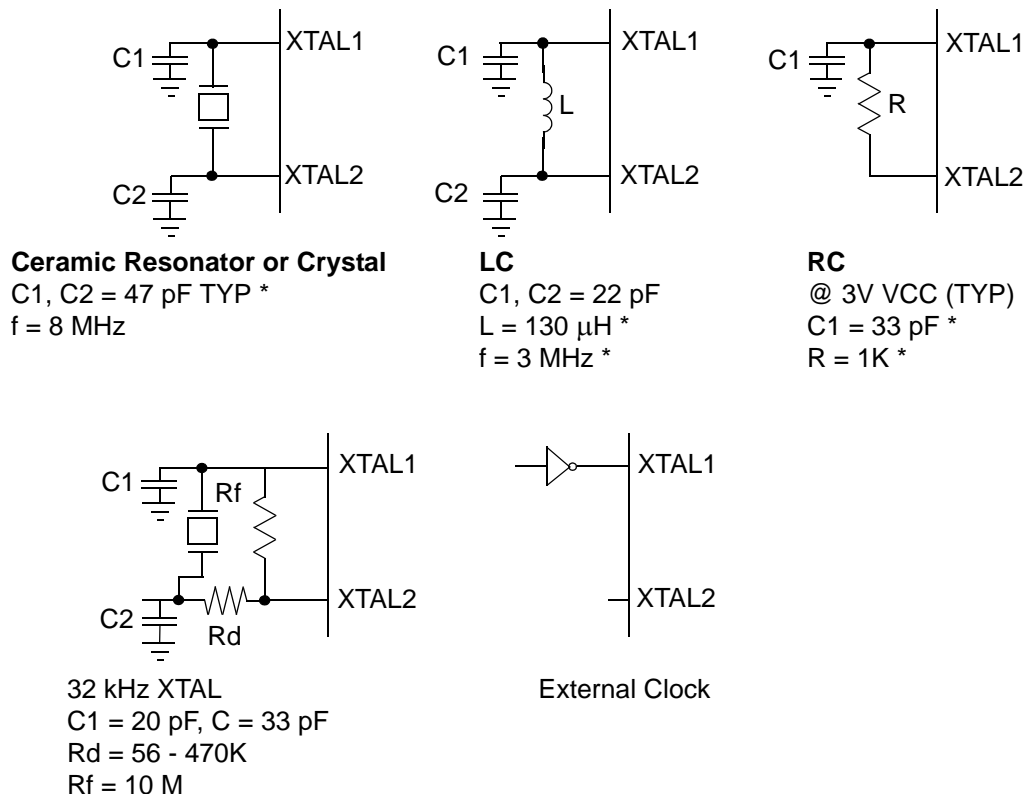 C1
XTAL1
C2
XTAL2
Ceramic Resonator or Crystal
C1, C2 = 47 pF TYP *
f = 8 MHz
C1
XTAL1
L
C2
XTAL2
LC
C1, C2 = 22 pF
L = 130 μH *
f = 3 MHz *
C1
XTAL1
R
XTAL2
RC
@ 3V VCC (TYP)
C1 = 33 pF *
R = 1K *
C1
XTAL1
Rf
C2
XTAL2
Rd
32 kHz XTAL
C1 = 20 pF, C = 33 pF
Rd = 56 - 470K
Rf = 10 M
XTAL1
XTAL2
External Clock